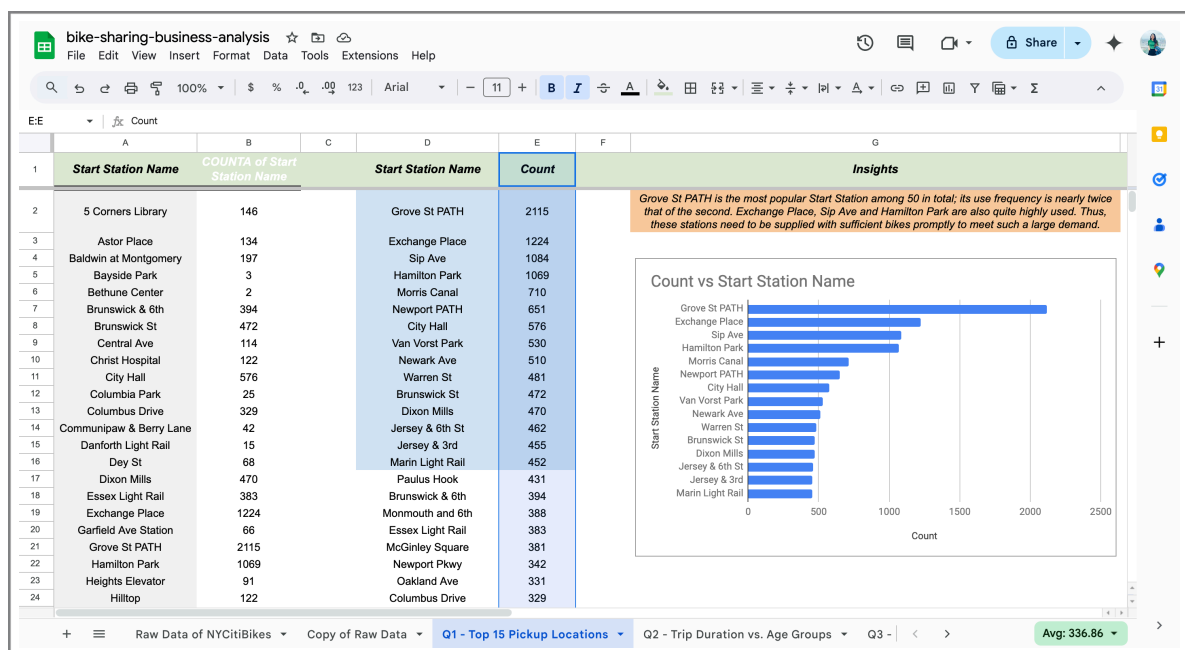 bike-sharing-business-analysis
File Edit View Insert Format Data Tools Extensions Help
Share
100% $ % .0 .00 123 Arial 11 B I A Σ
E:E fx Count
A B C D E F G
1 Start Station Name COUNTA of Start Station Name Start Station Name Count Insights
2 5 Corners Library 146 Grove St PATH 2115
Grove St PATH is the most popular Start Station among 50 in total; its use frequency is nearly twice
that of the second. Exchange Place, Sip Ave and Hamilton Park are also quite highly used. Thus,
these stations need to be supplied with sufficient bikes promptly to meet such a large demand.
3 Astor Place 134 Exchange Place 1224
4 Baldwin at Montgomery 197 Sip Ave 1084
5 Bayside Park 3 Hamilton Park 1069
6 Bethune Center 2 Morris Canal 710
7 Brunswick & 6th 394 Newport PATH 651
8 Brunswick St 472 City Hall 576
9 Central Ave 114 Van Vorst Park 530
10 Christ Hospital 122 Newark Ave 510
11 City Hall 576 Warren St 481
12 Columbia Park 25 Brunswick St 472
13 Columbus Drive 329 Dixon Mills 470
14 Communipaw & Berry Lane 42 Jersey & 6th St 462
15 Danforth Light Rail 15 Jersey & 3rd 455
16 Dey St 68 Marin Light Rail 452
17 Dixon Mills 470 Paulus Hook 431
18 Essex Light Rail 383 Brunswick & 6th 394
19 Exchange Place 1224 Monmouth and 6th 388
20 Garfield Ave Station 66 Essex Light Rail 383
21 Grove St PATH 2115 McGinley Square 381
22 Hamilton Park 1069 Newport Pkwy 342
23 Heights Elevator 91 Oakland Ave 331
24 Hilltop 122 Columbus Drive 329
Count vs Start Station Name
Start Station Name
Grove St PATH
Exchange Place
Sip Ave
Hamilton Park
Morris Canal
Newport PATH
City Hall
Van Vorst Park
Newark Ave
Warren St
Brunswick St
Dixon Mills
Jersey & 6th St
Jersey & 3rd
Marin Light Rail
0 500 1000 1500 2000 2500
Count
31
Raw Data of NYCitiBikes Copy of Raw Data Q1 - Top 15 Pickup Locations Q2 - Trip Duration vs. Age Groups Q3 - Avg: 336.86